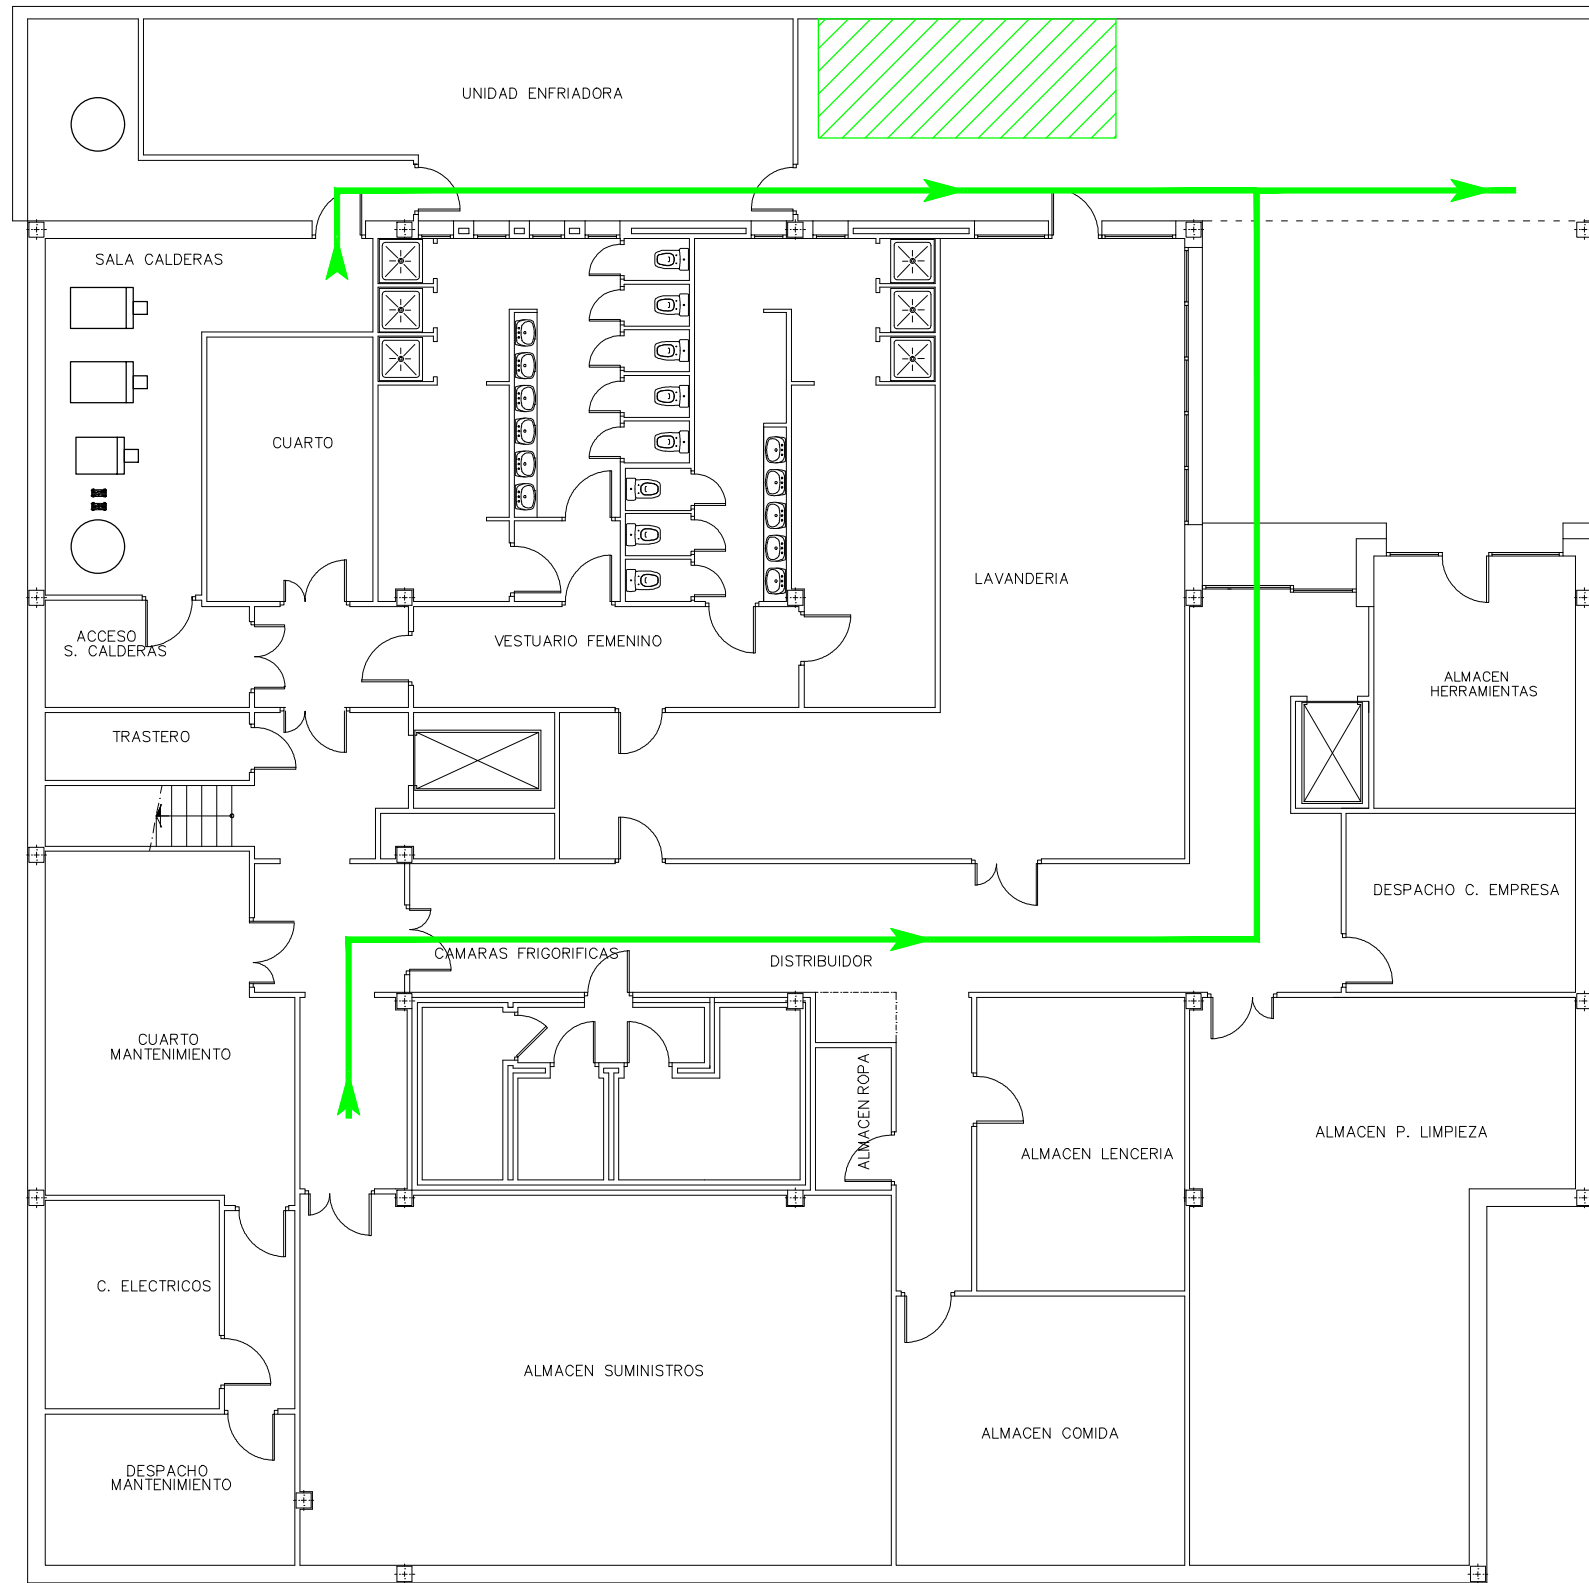 UNIDAD ENFRIADORA
SALA CALDERAS
CUARTO
LAVANDERIA
ACCESO
S. CALDERAS
VESTUARIO FEMENINO
ALMACEN
HERRAMIENTAS
TRASTERO
DESPACHO C. EMPRESA
CAMARAS FRIGORIFICAS
DISTRIBUIDOR
CUARTO
MANTENIMIENTO
ALMACEN ROPA
ALMACEN LENCERIA
ALMACEN P. LIMPIEZA
C. ELECTRICOS
ALMACEN SUMINISTROS
ALMACEN COMIDA
DESPACHO
MANTENIMIENTO